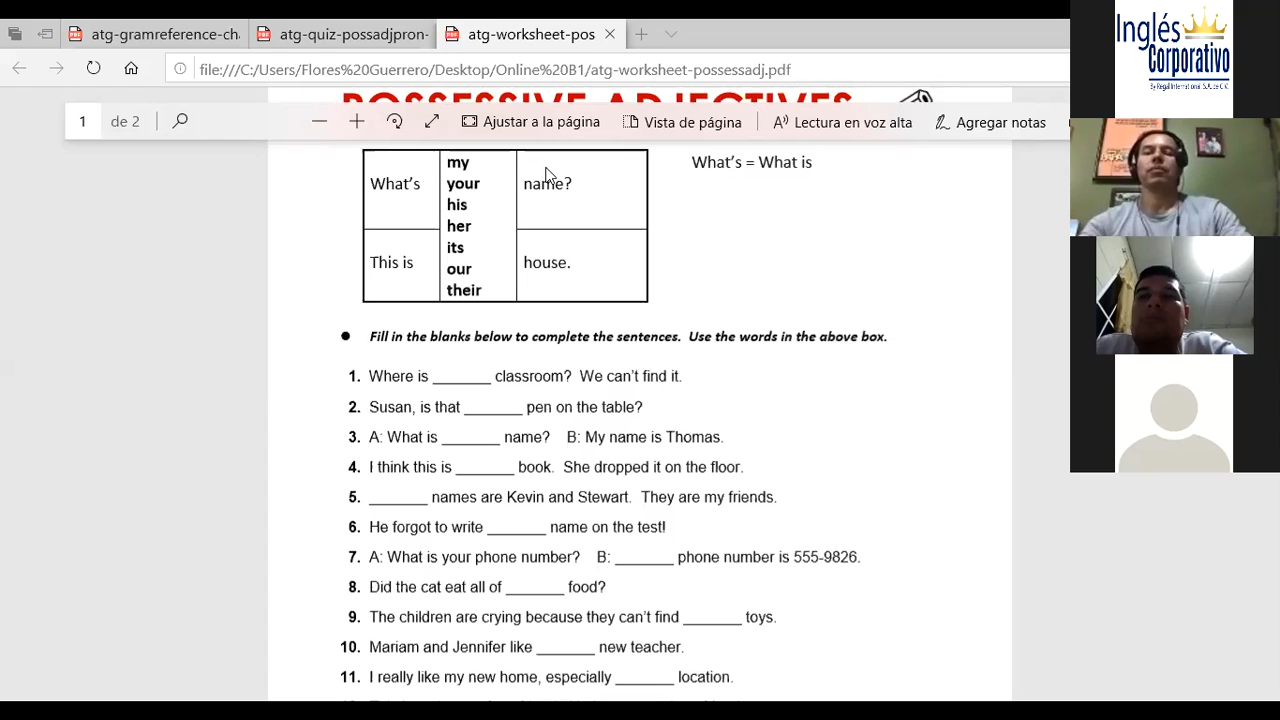 atg-gramreference-ch
atg-quiz-possadjpron-
atg-worksheet-pos
file:///C:/Users/Flores%20Guerrero/Desktop/Online%20B1/atg-worksheet-possessadj.pdf
Inglés
Corporativo
By Regal International S.A. de C.V.
POSSESSIVE ADJECTIVES
1 de 2
Ajustar a la página
Vista de página
Lectura en voz alta
Agregar notas
What's
my
your
his
her
its
our
their
name?
This is
house.
What's = What is
Fill in the blanks below to complete the sentences. Use the words in the above box.
1. Where is _______ classroom? We can't find it.
2. Susan, is that _______ pen on the table?
3. A: What is _______ name? B: My name is Thomas.
4. I think this is _______ book. She dropped it on the floor.
5. _______ names are Kevin and Stewart. They are my friends.
6. He forgot to write _______ name on the test!
7. A: What is your phone number? B: _______ phone number is 555-9826.
8. Did the cat eat all of _______ food?
9. The children are crying because they can't find _______ toys.
10. Mariam and Jennifer like _______ new teacher.
11. I really like my new home, especially _______ location.